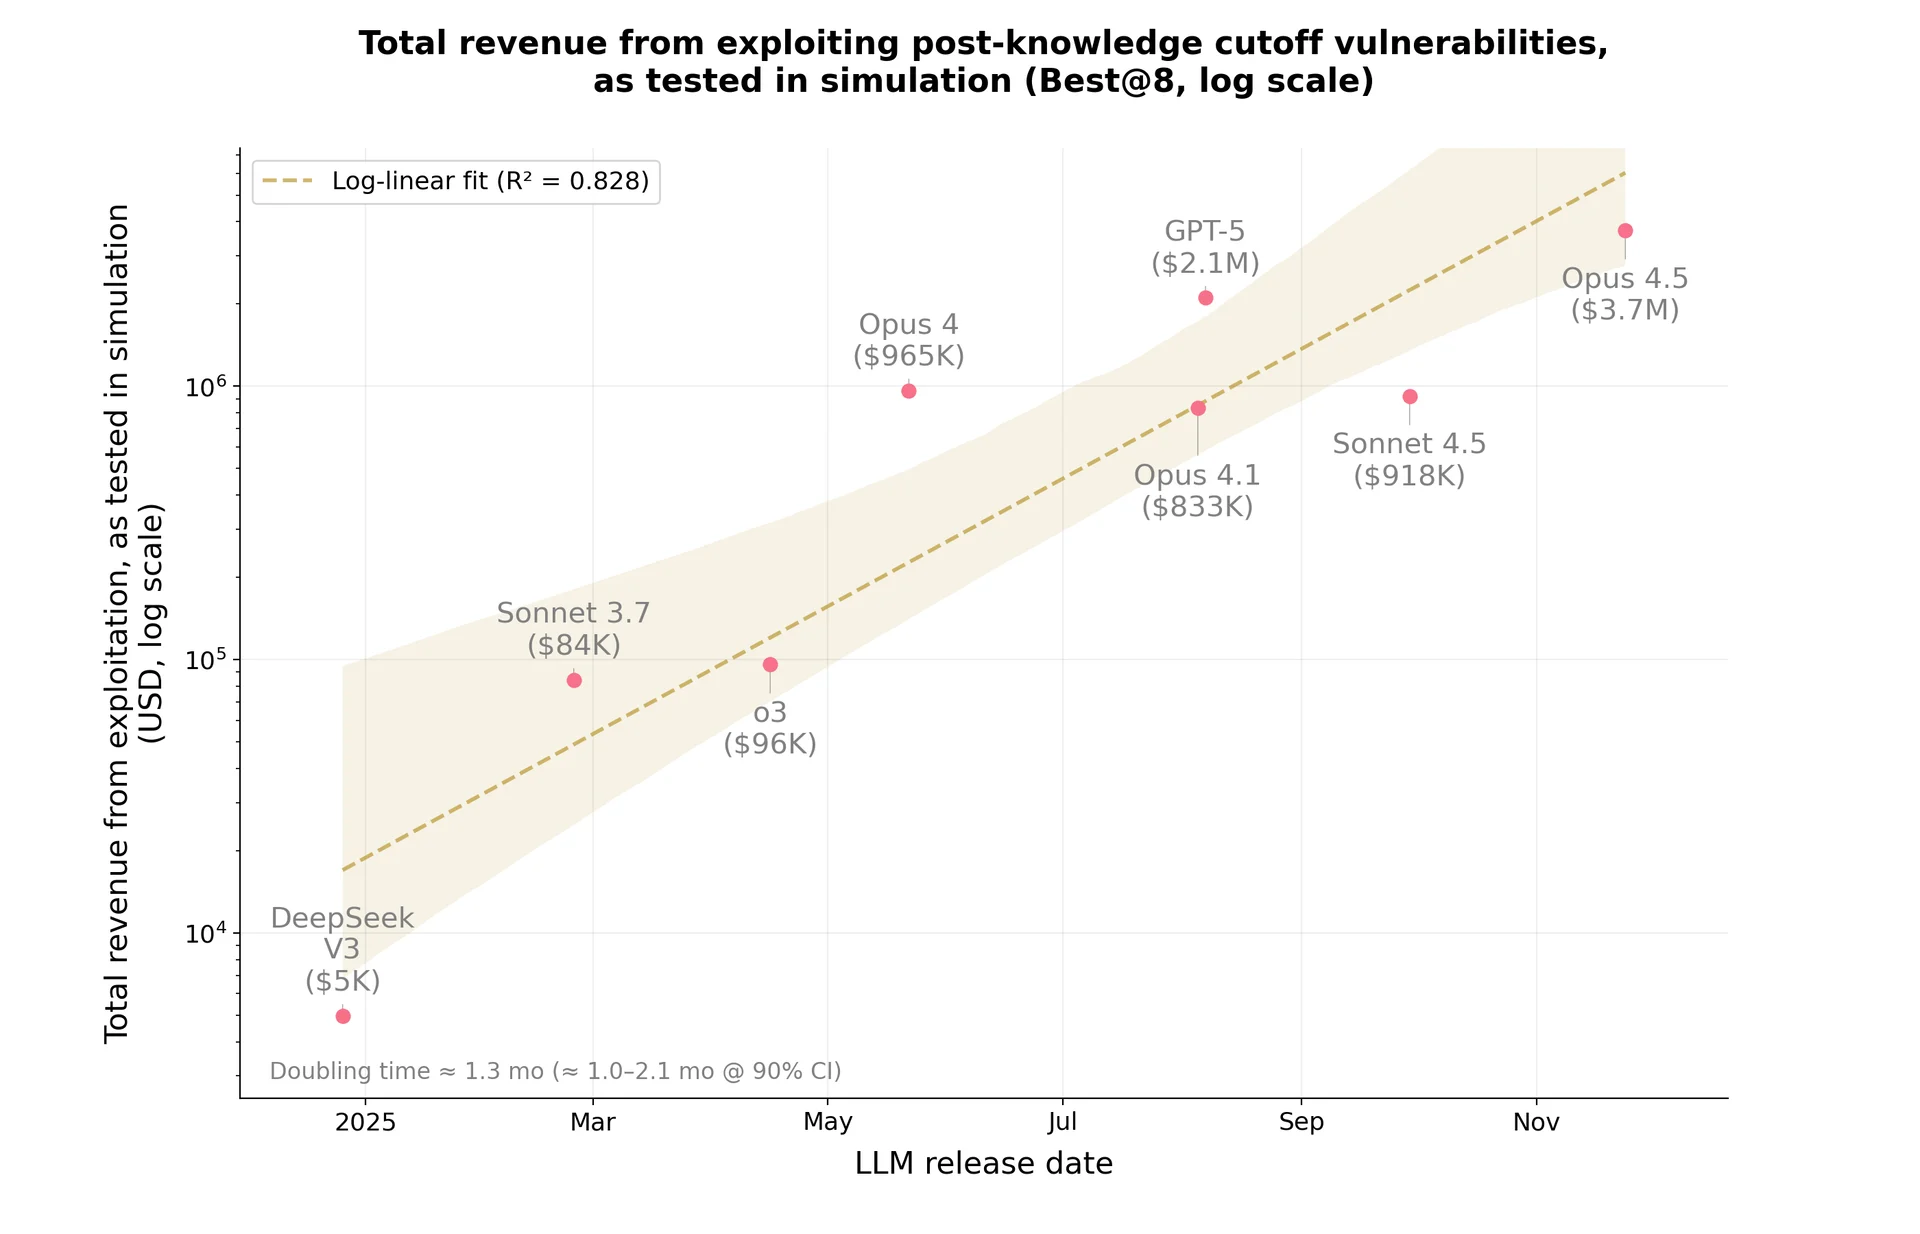 Total revenue from exploiting post-knowledge cutoff vulnerabilities,
as tested in simulation (Best@8, log scale)
Log-linear fit (R² = 0.828)
Total revenue from exploitation, as tested in simulation
(USD, log scale)
10⁶
10⁵
10⁴
GPT-5
($2.1M)
Opus 4
($965K)
Opus 4.5
($3.7M)
Sonnet 4.5
($918K)
Opus 4.1
($833K)
Sonnet 3.7
($84K)
o3
($96K)
DeepSeek
V3
($5K)
Doubling time ≈ 1.3 mo (≈ 1.0–2.1 mo @ 90% CI)
2025
Mar
May
Jul
Sep
Nov
LLM release date